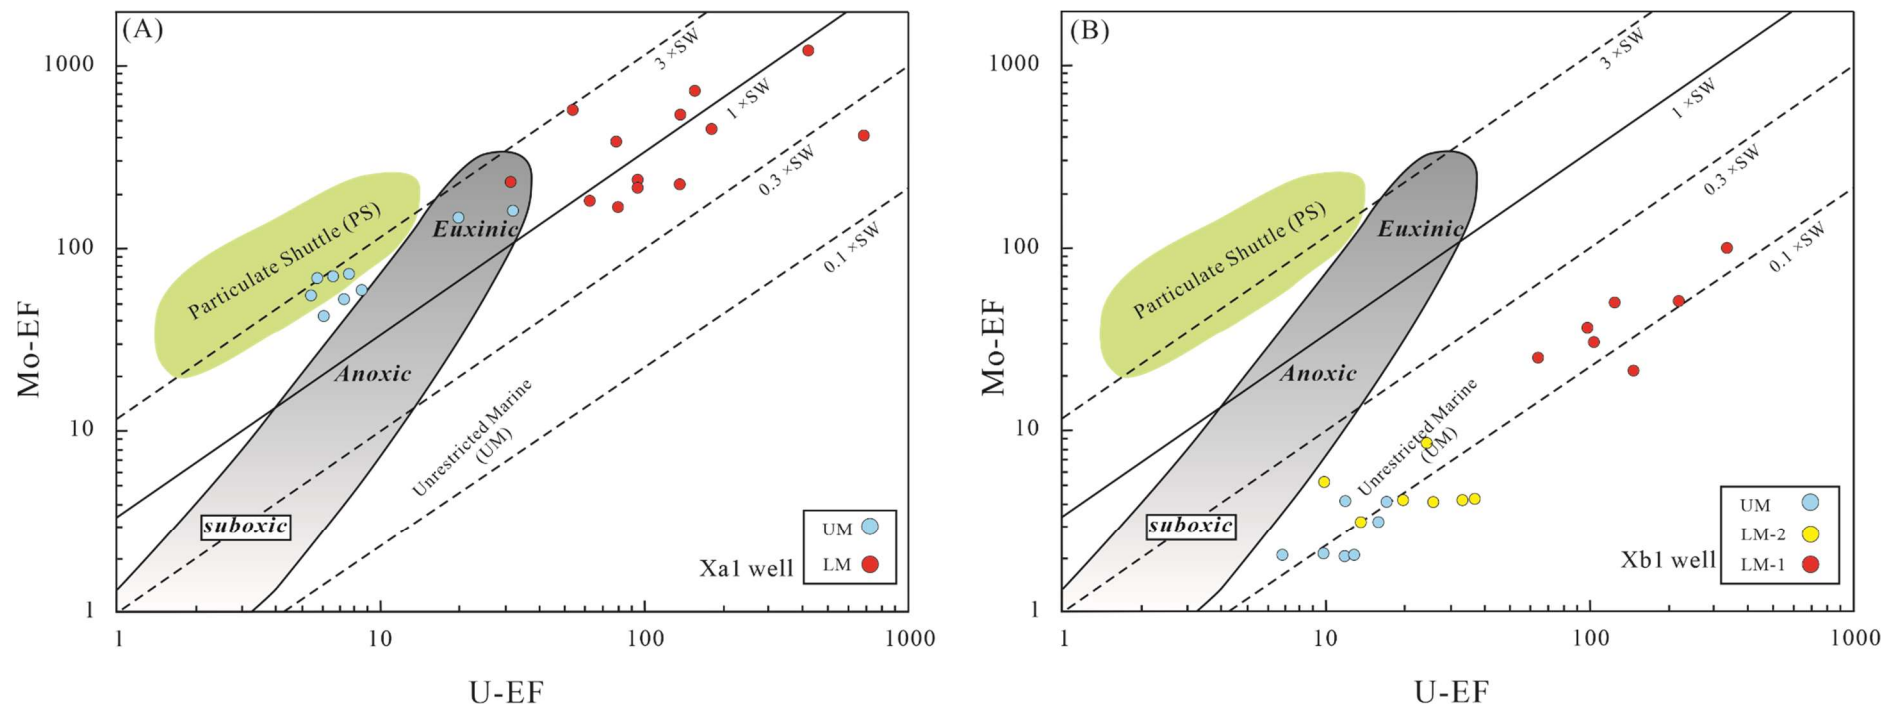 (A)
1000
100
10
1
Mo-EF
3 ×SW
1 ×SW
0.3 ×SW
0.1 ×SW
Particulate Shuttle (PS)
Euxinic
Anoxic
suboxic
Unrestricted Marine
(UM)
Xa1 well
UM
LM
1
10
100
1000
U-EF
(B)
1000
100
10
1
Mo-EF
3 ×SW
1 ×SW
0.3 ×SW
0.1 ×SW
Particulate Shuttle (PS)
Euxinic
Anoxic
suboxic
Unrestricted Marine
(UM)
Xb1 well
UM
LM-2
LM-1
1
10
100
1000
U-EF